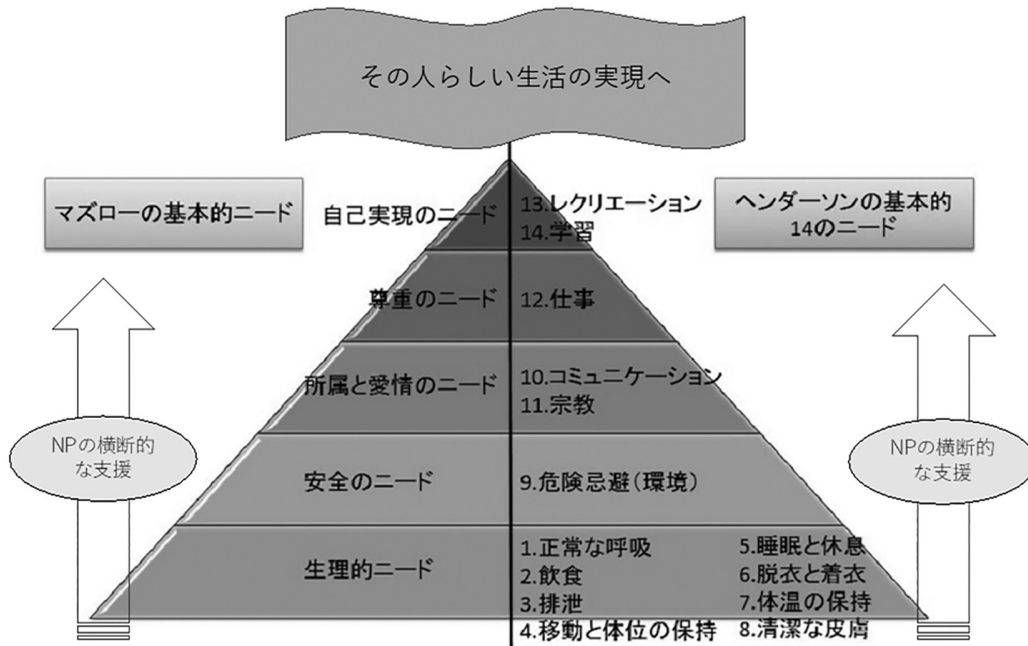 その人らしい生活の実現へ
マズローの基本的ニード
ヘンダーソンの基本的
14のニード
自己実現のニード
13.レクリエーション
14.学習
尊重のニード
12.仕事
所属と愛情のニード
10.コミュニケーション
11.宗教
NPの横断的
な支援
NPの横断的
な支援
安全のニード
9.危険忌避(環境)
生理的ニード
1.正常な呼吸
2.飲食
3.排泄
4.移動と体位の保持
5.睡眠と休息
6.脱衣と着衣
7.体温の保持
8.清潔な皮膚